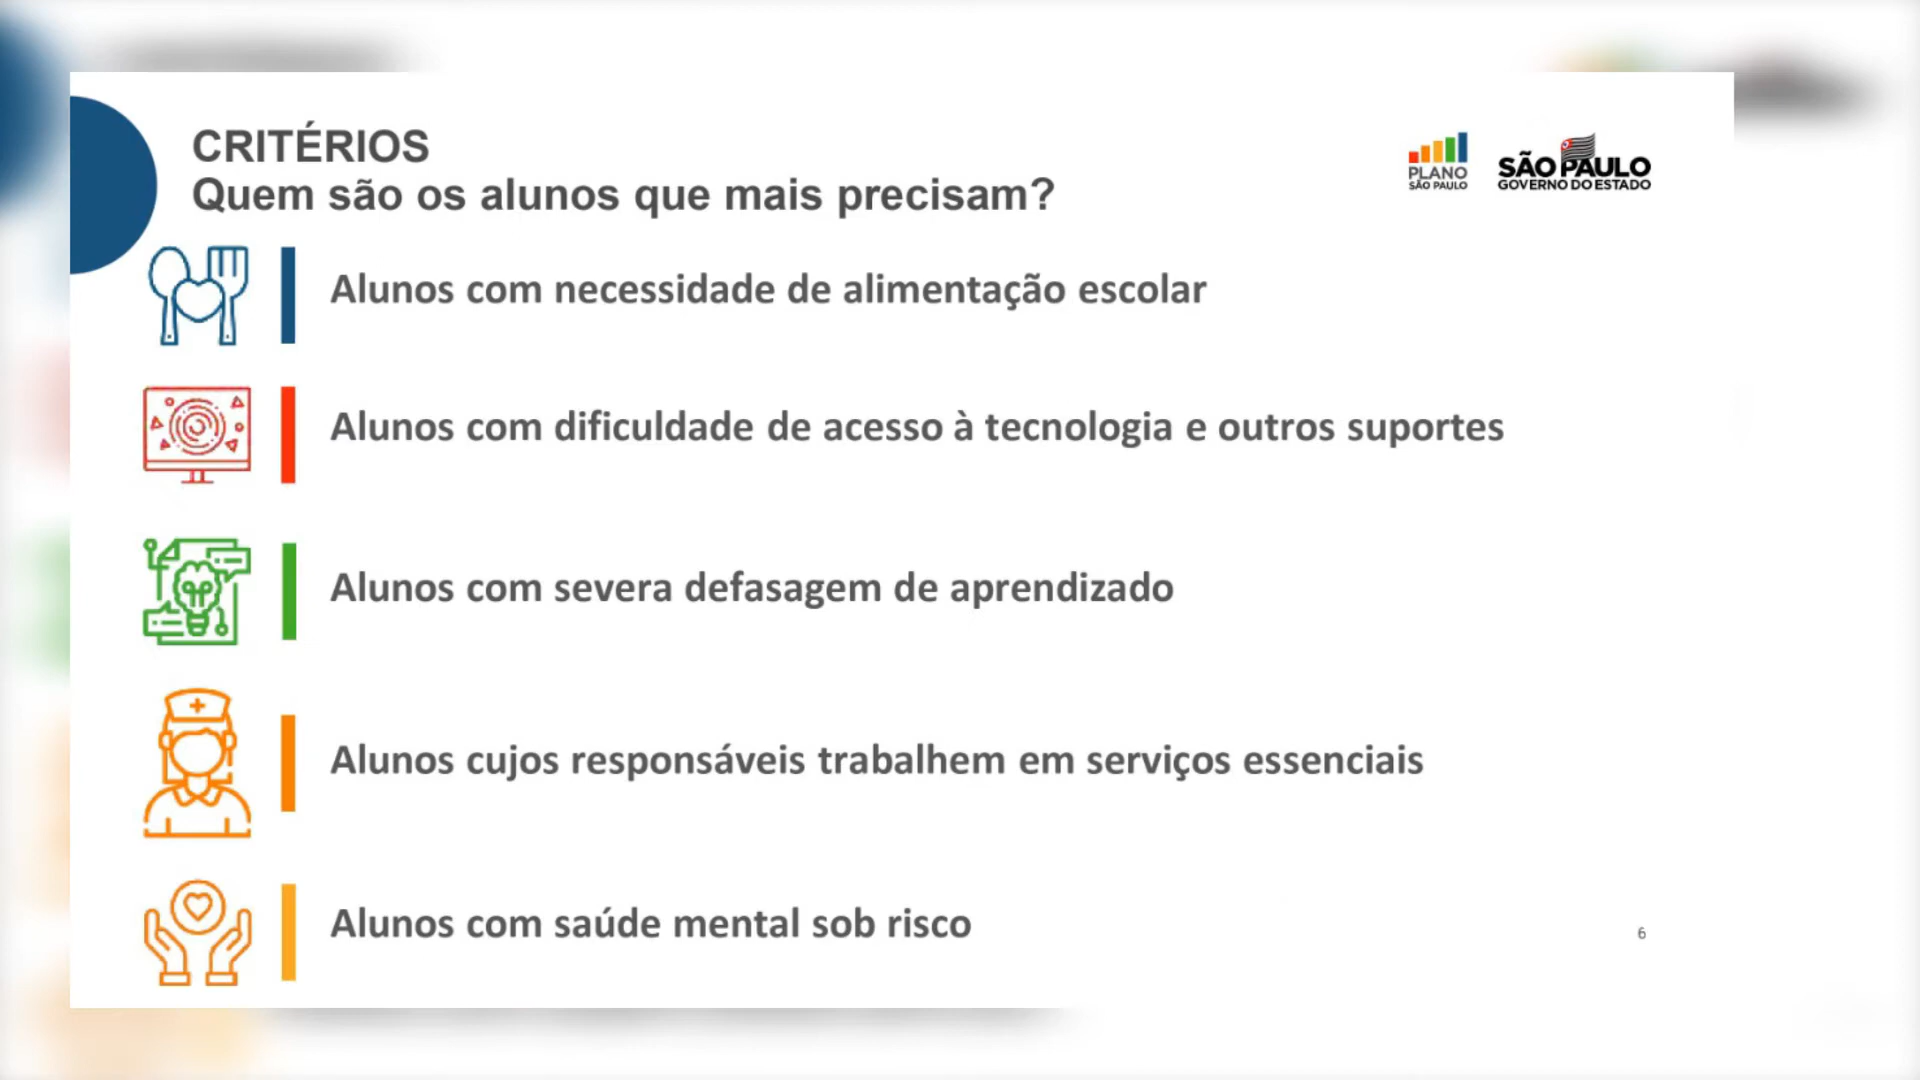 CRITÉRIOS
Quem são os alunos que mais precisam?
PLANO
SÃO PAULO
SÃO PAULO
GOVERNO DO ESTADO
Alunos com necessidade de alimentação escolar
Alunos com dificuldade de acesso à tecnologia e outros suportes
Alunos com severa defasagem de aprendizado
Alunos cujos responsáveis trabalhem em serviços essenciais
Alunos com saúde mental sob risco
6